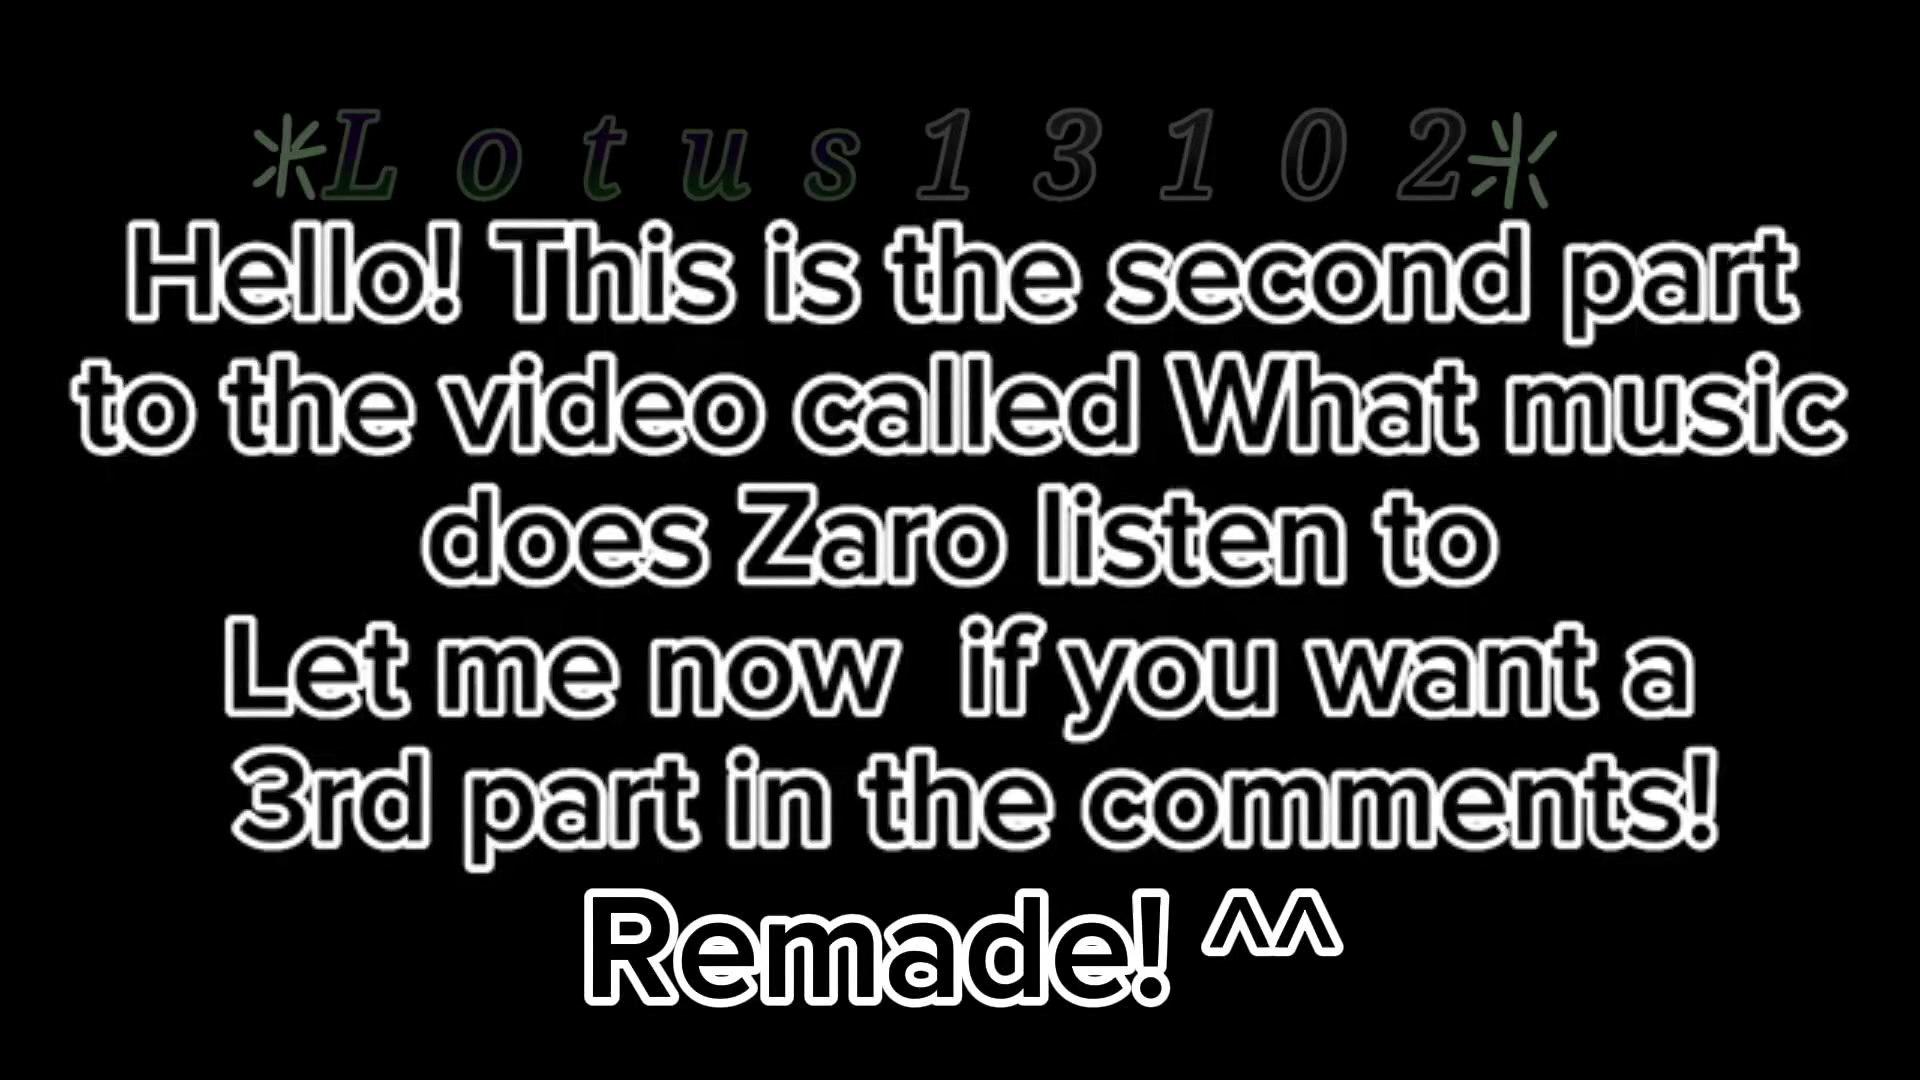 Lotus13102
Hello! This is the second part
to the video called What music
does Zaro listen to
Let me now if you want a
3rd part in the comments!
Remade! ^^